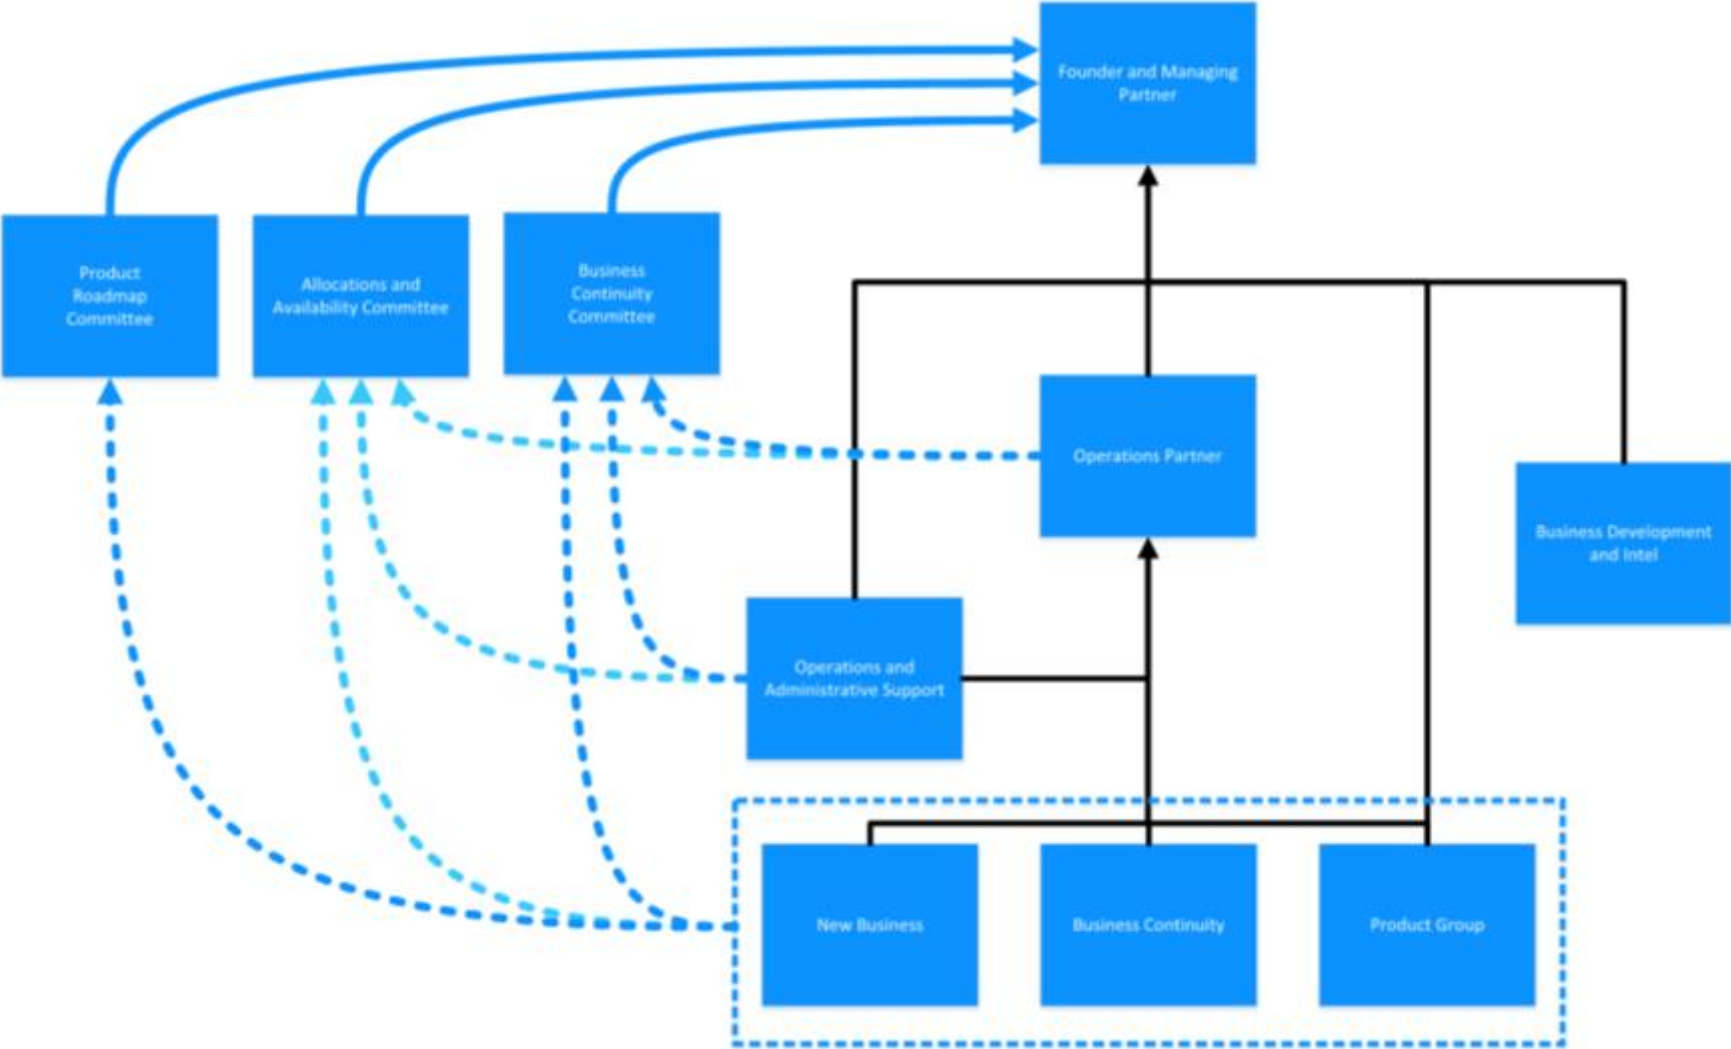 Founder and Managing
Partner
Product
Roadmap
Committee
Allocations and
Availability Committee
Business
Continuity
Committee
Operations Partner
Business Development
and Intel
Operations and
Administrative Support
New Business
Business Continuity
Product Group